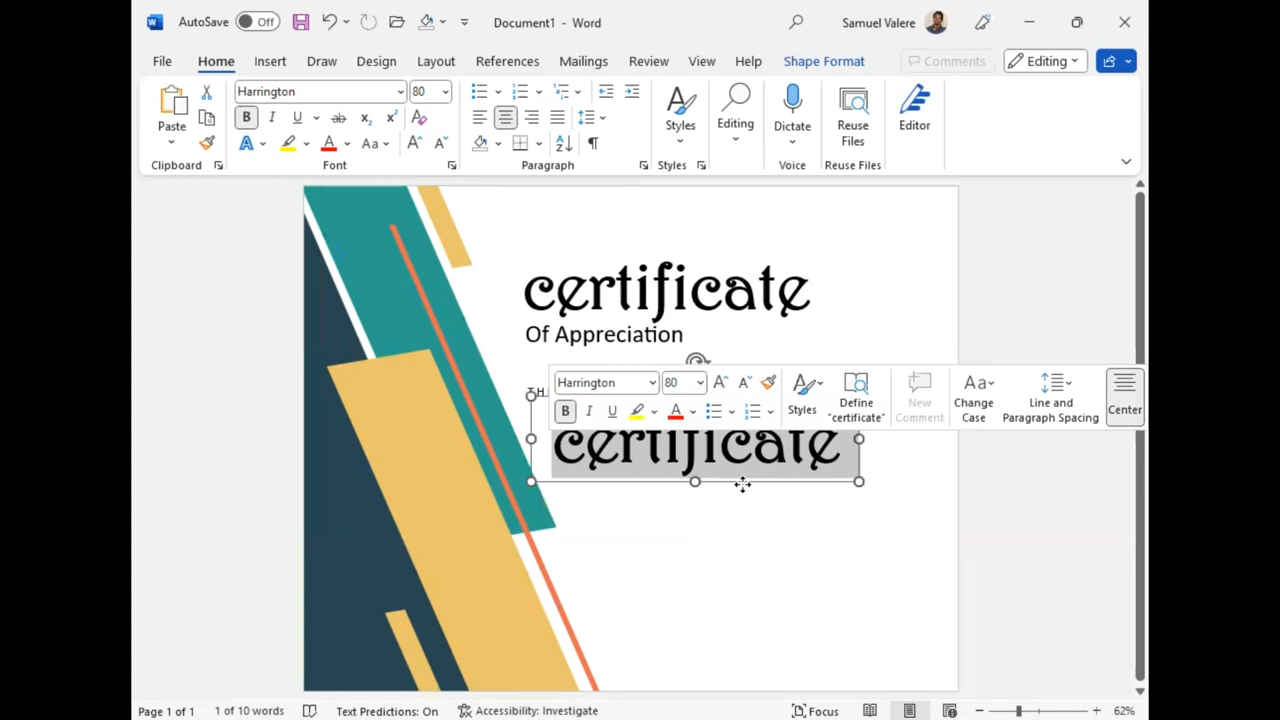 AutoSave Off Document1 - Word Samuel Valere
File Home Insert Draw Design Layout References Mailings Review View Help Shape Format Comments Editing
Harrington 80
Paste Styles Editing Dictate Reuse Files Editor
Clipboard Font Paragraph Styles Voice Reuse Files
certificate
Of Appreciation
Harrington 80
Styles Define "certificate" New Comment Change Case Line and Paragraph Spacing Center
certificate
Page 1 of 1 1 of 10 words Text Predictions: On Accessibility: Investigate Focus 62%